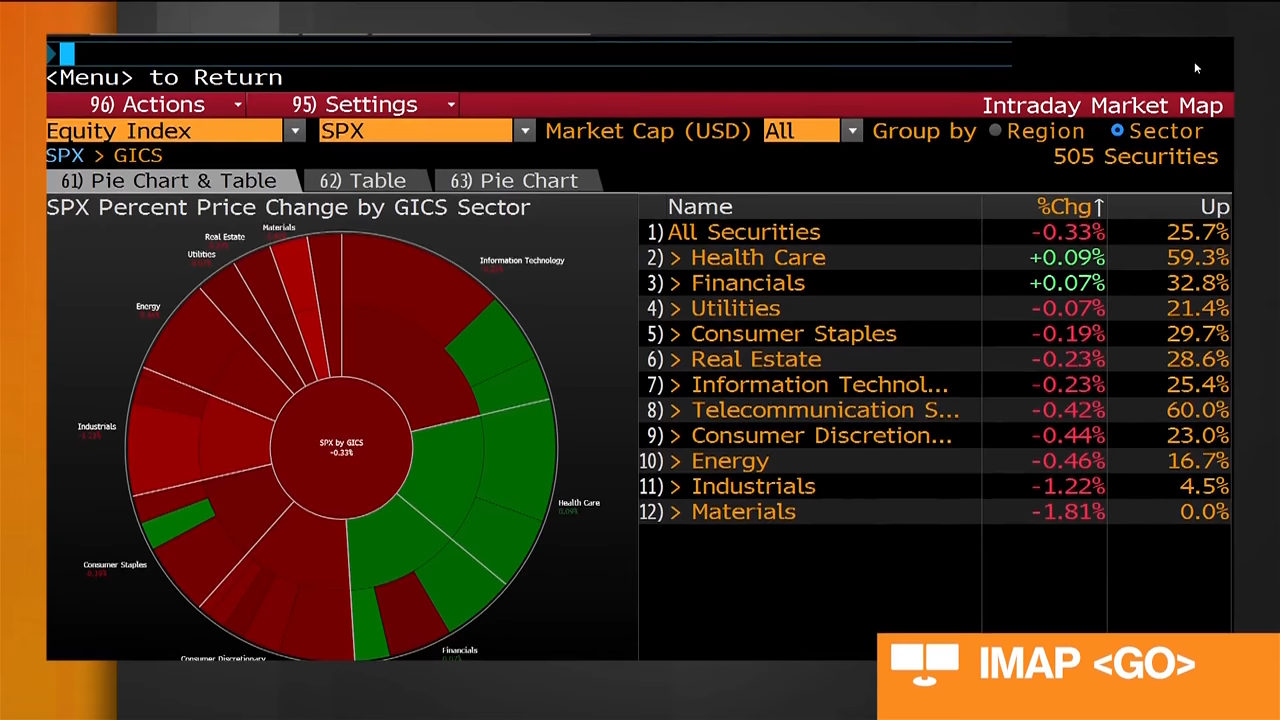 <Menu> to Return
96) Actions 95) Settings Intraday Market Map
Equity Index SPX Market Cap (USD) All Group by Region Sector
SPX > GICS 505 Securities
61) Pie Chart & Table 62) Table 63) Pie Chart
SPX Percent Price Change by GICS Sector
Materials
Real Estate
Utilities
Information Technology
Energy
SPX by GICS
-0.33%
Industrials
Health Care
0.09%
Consumer Staples
Financials
Consumer Discretionary
Name %Chg↑ Up
1) All Securities -0.33% 25.7%
2) > Health Care +0.09% 59.3%
3) > Financials +0.07% 32.8%
4) > Utilities -0.07% 21.4%
5) > Consumer Staples -0.19% 29.7%
6) > Real Estate -0.23% 28.6%
7) > Information Technol... -0.23% 25.4%
8) > Telecommunication S... -0.42% 60.0%
9) > Consumer Discretion... -0.44% 23.0%
10) > Energy -0.46% 16.7%
11) > Industrials -1.22% 4.5%
12) > Materials -1.81% 0.0%
IMAP <GO>